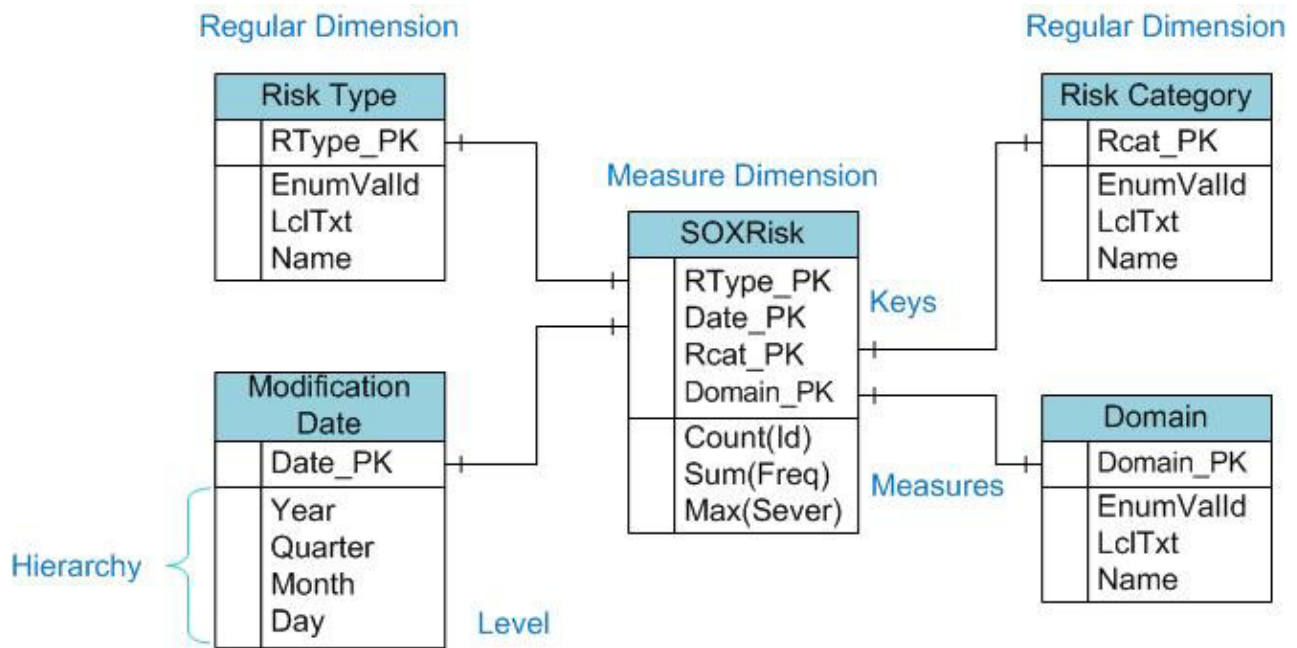 Regular Dimension
Risk Type
RType_PK
EnumValId
LclTxt
Name
Modification
Date
Date_PK
Year
Quarter
Month
Day
Hierarchy
Level
Measure Dimension
SOXRisk
RType_PK
Date_PK
Rcat_PK
Domain_PK
Count(Id)
Sum(Freq)
Max(Sever)
Keys
Measures
Regular Dimension
Risk Category
Rcat_PK
EnumValId
LclTxt
Name
Domain
Domain_PK
EnumValId
LclTxt
Name